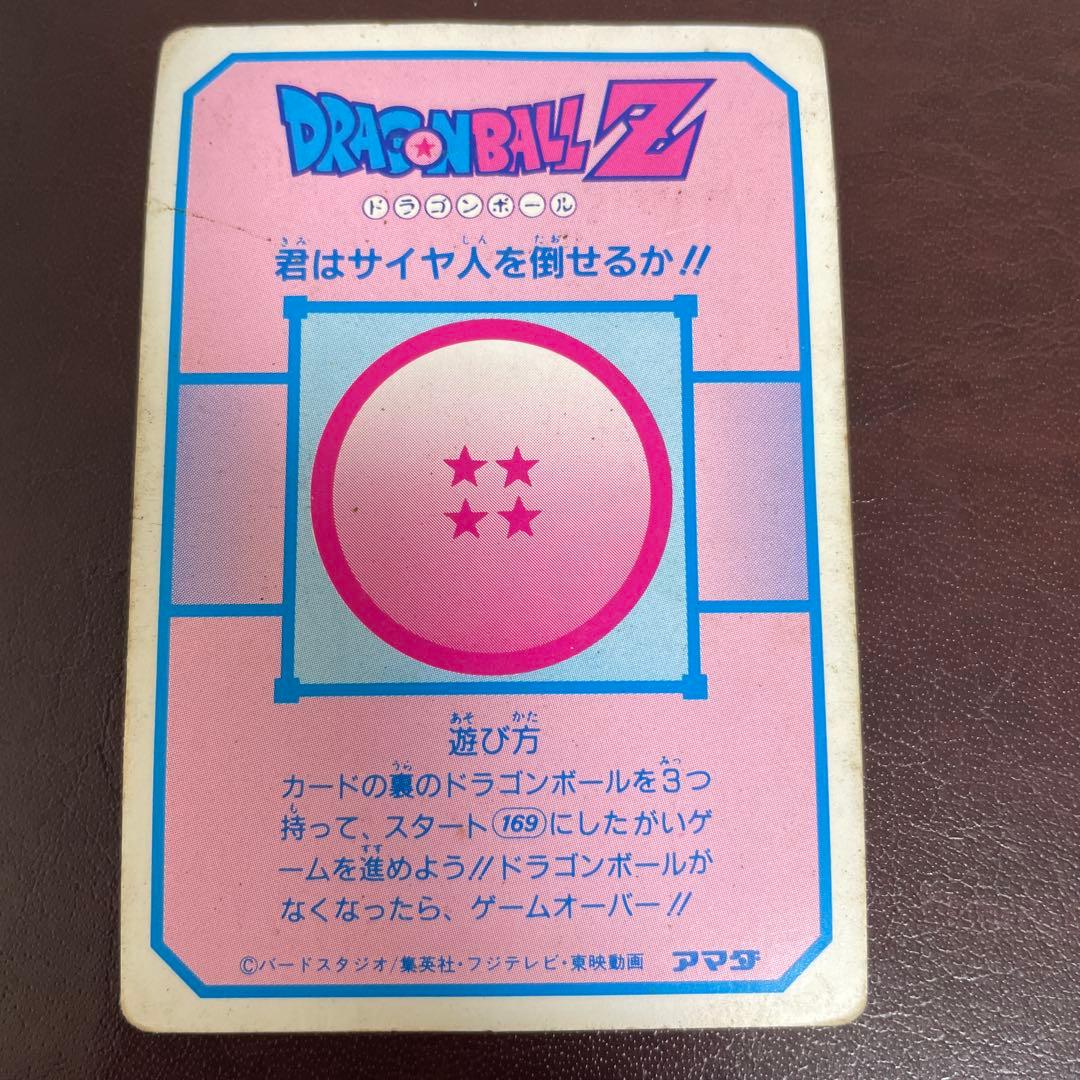 DRAGONBALL Z
ドラゴンボール
君はサイヤ人を倒せるか!!
遊び方
カードの裏のドラゴンボールを3つ
持って、スタート169にしたがいゲ
ームを進めよう!!ドラゴンボールが
なくなったら、ゲームオーバー!!
©バードスタジオ/集英社・フジテレビ・東映動画 アマダ